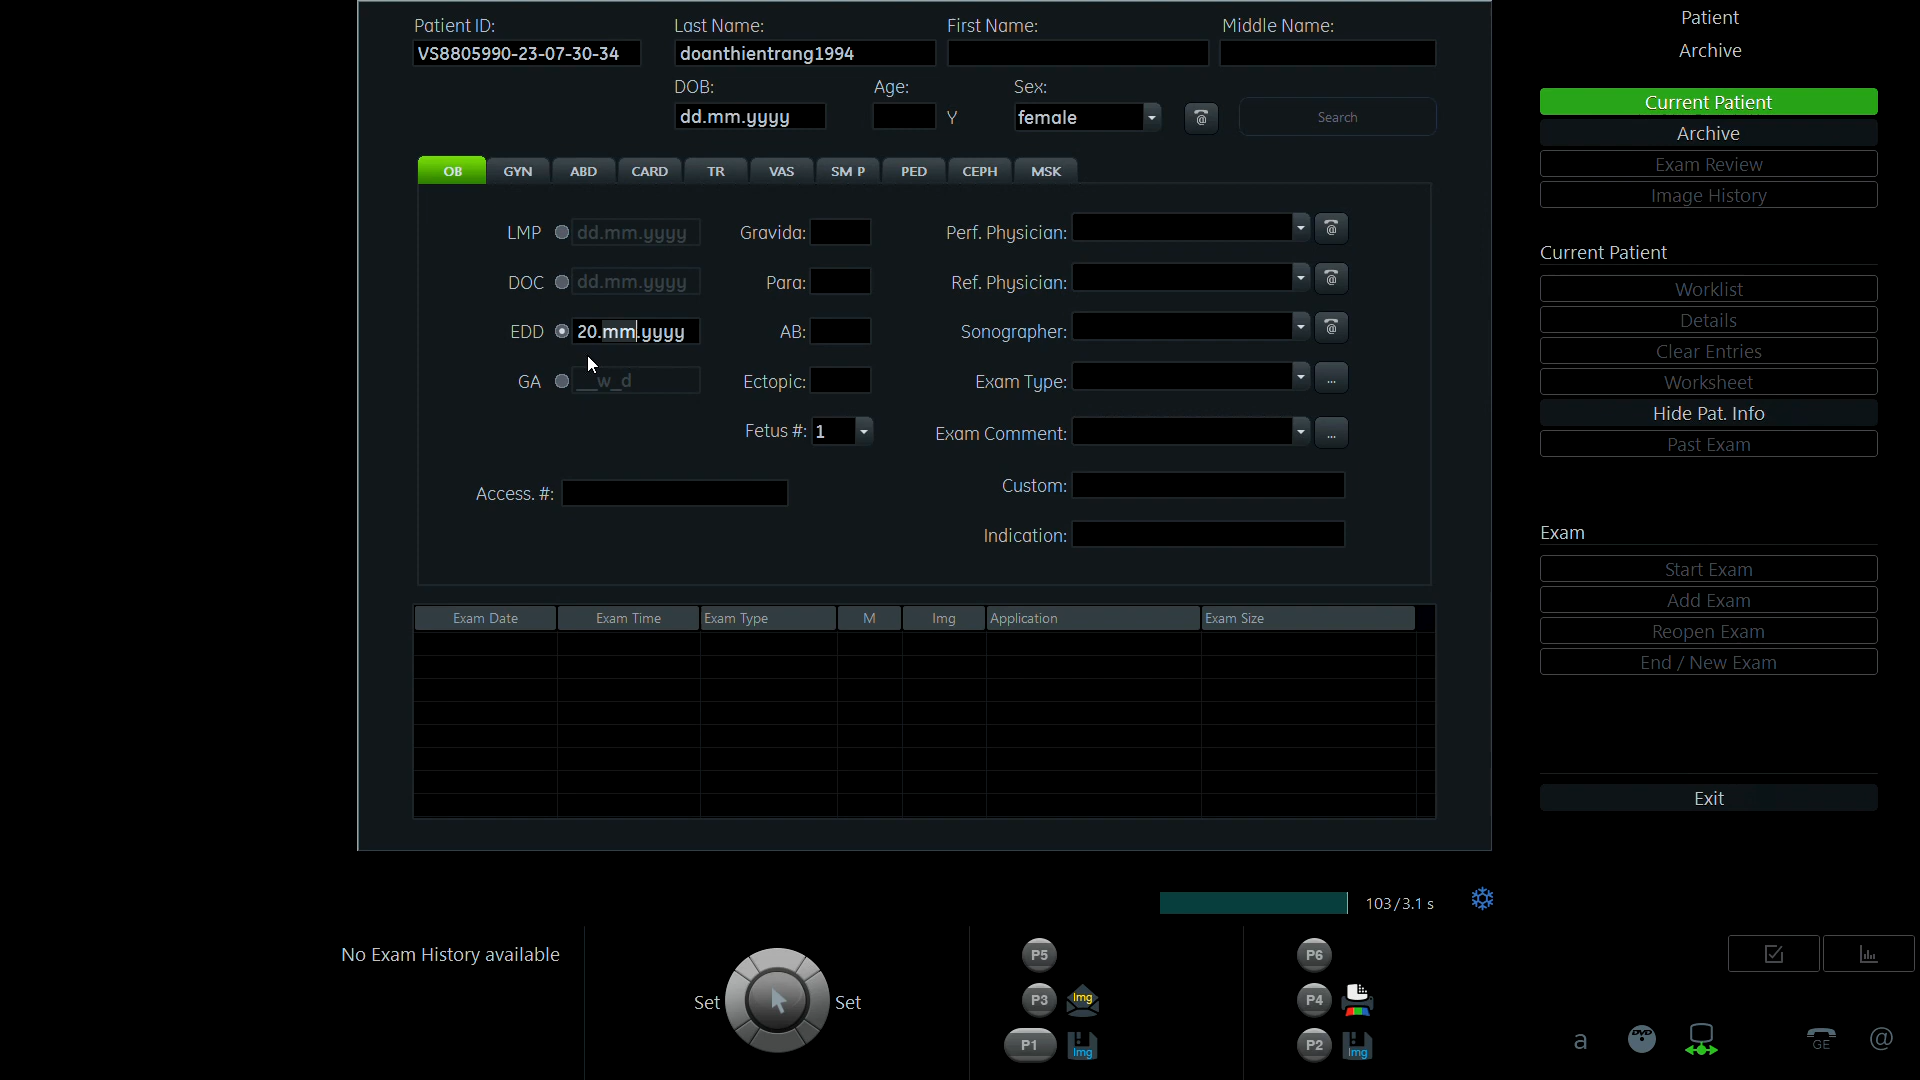 Patient ID: Last Name: First Name: Middle Name:
VS8805990-23-07-30-34 doanthientrang1994
DOB: Age: Sex:
dd.mm.yyyy Y female @ Search
OB GYN ABD CARD TR VAS SM P PED CEPH MSK
LMP dd.mm.yyyy Gravida: Perf. Physician: @
DOC dd.mm.yyyy Para: Ref. Physician: @
EDD 20.mm.yyyy AB: Sonographer: @
GA __w_d Ectopic: Exam Type: ...
Fetus #: 1 Exam Comment: ...
Access. #: Custom:
Indication:
Exam Date Exam Time Exam Type M Img Application Exam Size
103/3.1 s
Patient
Archive
Current Patient
Archive
Exam Review
Image History
Current Patient
Worklist
Details
Clear Entries
Worksheet
Hide Pat. Info
Past Exam
Exam
Start Exam
Add Exam
Reopen Exam
End / New Exam
Exit
No Exam History available
Set Set
P5 P6
P3 Img P4
P1 Img P2 Img
a DVD GE @